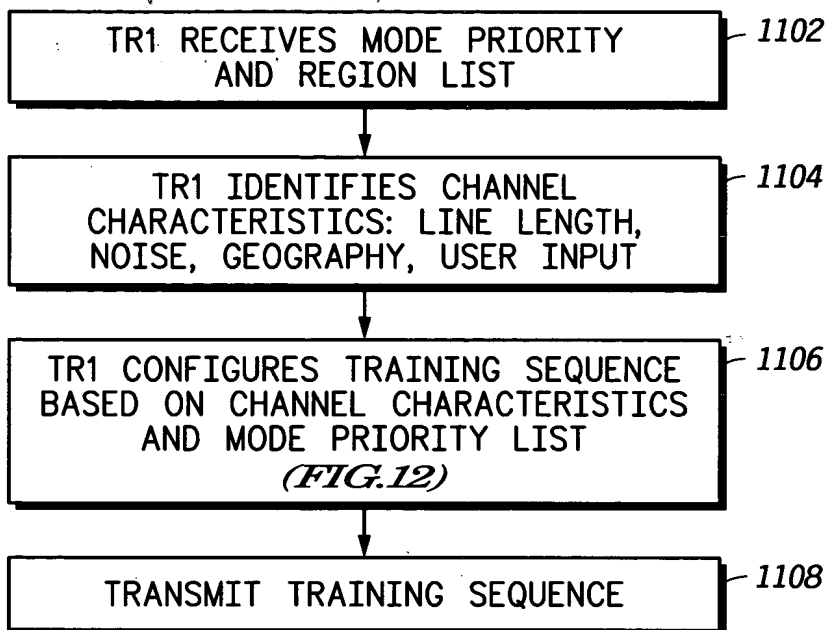 TR1 RECEIVES MODE PRIORITY
AND REGION LIST
1102
TR1 IDENTIFIES CHANNEL
CHARACTERISTICS: LINE LENGTH,
NOISE, GEOGRAPHY, USER INPUT
1104
TR1 CONFIGURES TRAINING SEQUENCE
BASED ON CHANNEL CHARACTERISTICS
AND MODE PRIORITY LIST
(FIG.12)
1106
TRANSMIT TRAINING SEQUENCE
1108